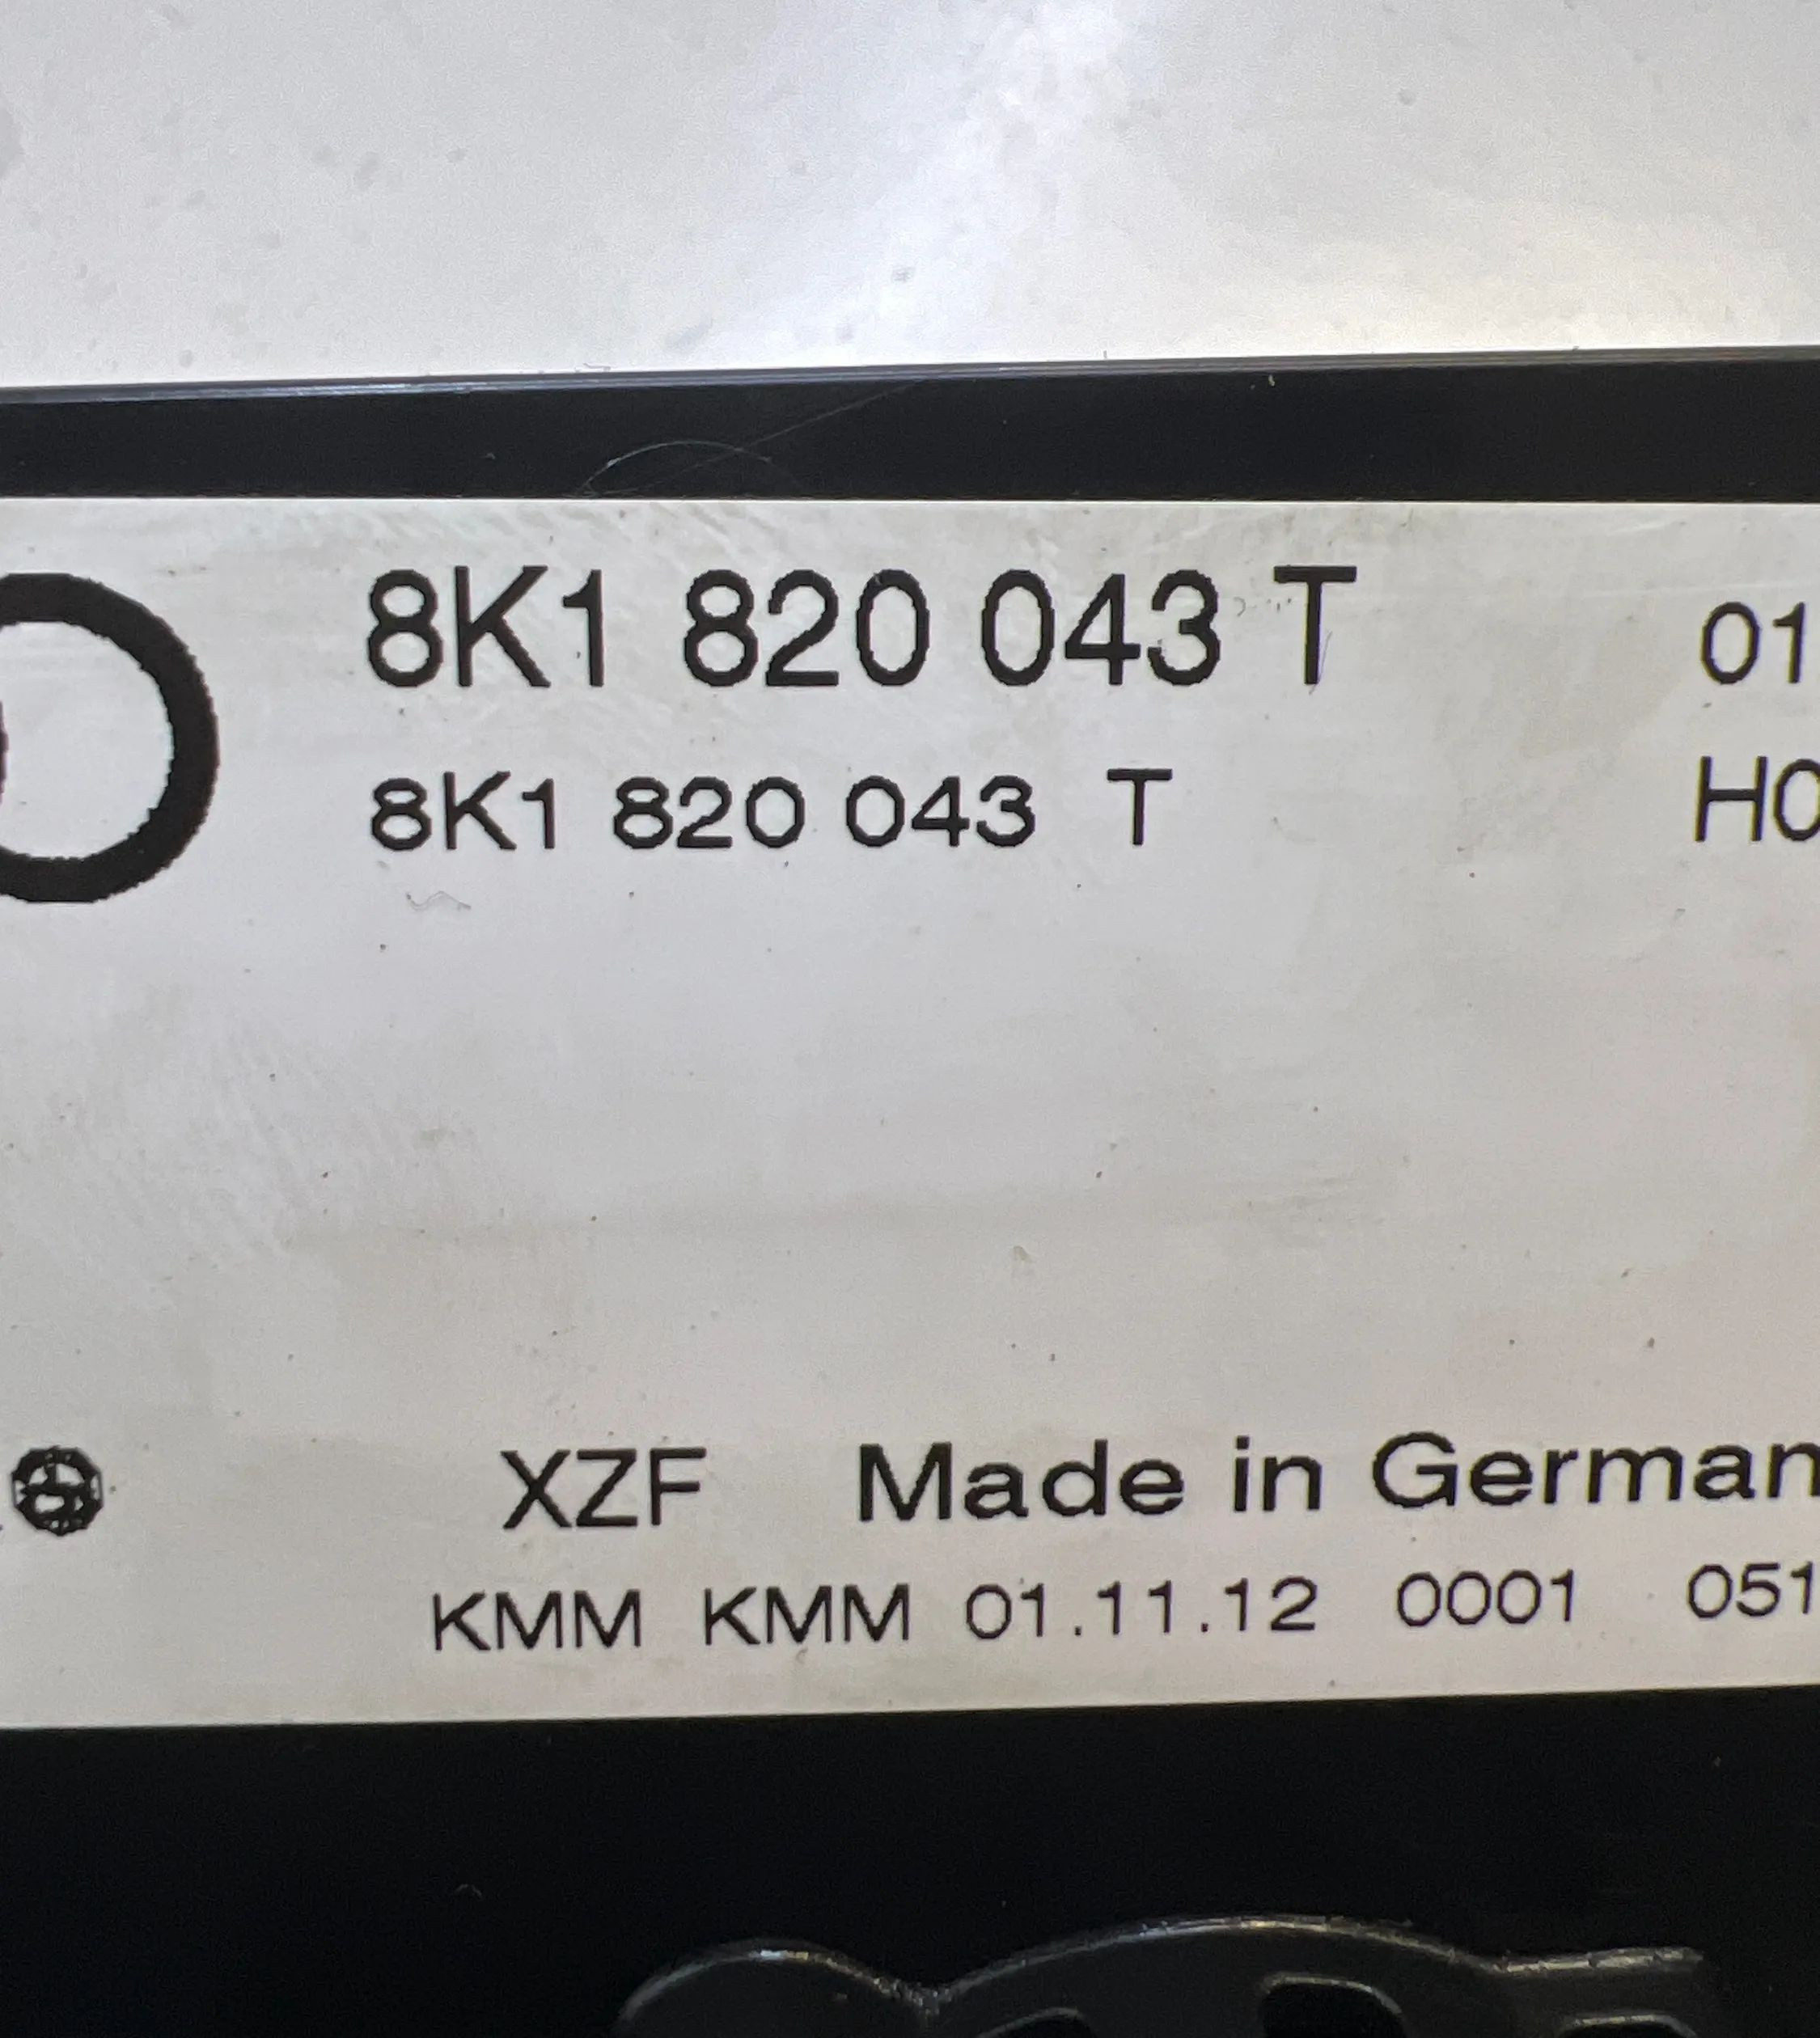 8K1 820 043 T 01
8K1 820 043 T H0
XZF Made in German
KMM KMM 01.11.12 0001 051